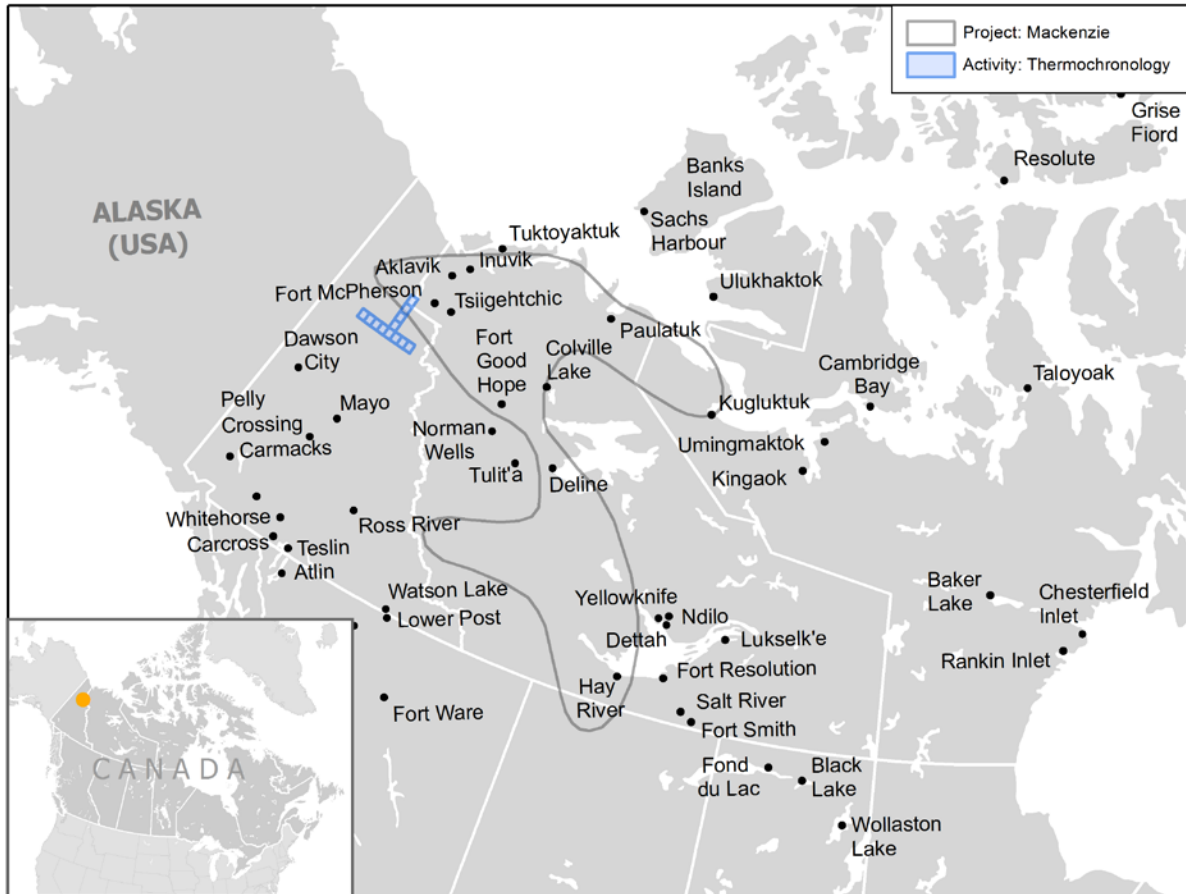 Project: Mackenzie
Activity: Thermochronology
Grise
Fiord
Resolute
Banks
Island
Sachs
Harbour
ALASKA
(USA)
Tuktoyaktuk
Inuvik
Aklavik
Ulukhaktok
Fort McPherson
Tsiigehtchic
Paulatuk
Dawson
City
Fort
Good
Hope
Colville
Lake
Cambridge
Bay
Taloyoak
Pelly
Crossing
Mayo
Kugluktuk
Carmacks
Norman
Wells
Umingmaktok
Tulit'a
Deline
Kingaok
Whitehorse
Ross River
Carcross
Teslin
Atlin
Watson Lake
Lower Post
Yellowknife
Ndilo
Dettah
Lukselk'e
Baker
Lake
Chesterfield
Inlet
Rankin Inlet
Fort Resolution
Hay
River
Salt River
Fort Smith
Fort Ware
Fond
du Lac
Black
Lake
Wollaston
Lake
CANADA